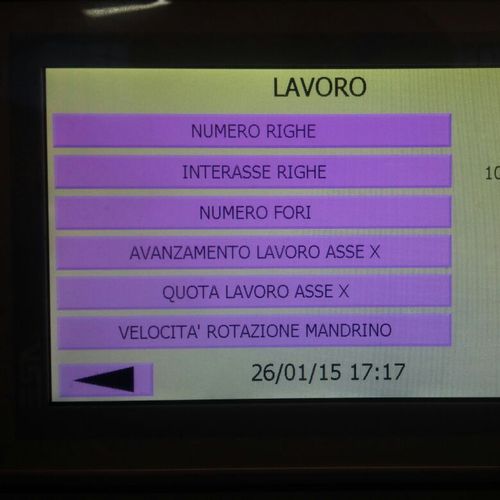 LAVORO
NUMERO RIGHE
INTERASSE RIGHE
10
NUMERO FORI
AVANZAMENTO LAVORO ASSE X
QUOTA LAVORO ASSE X
VELOCITA' ROTAZIONE MANDRINO
26/01/15 17:17